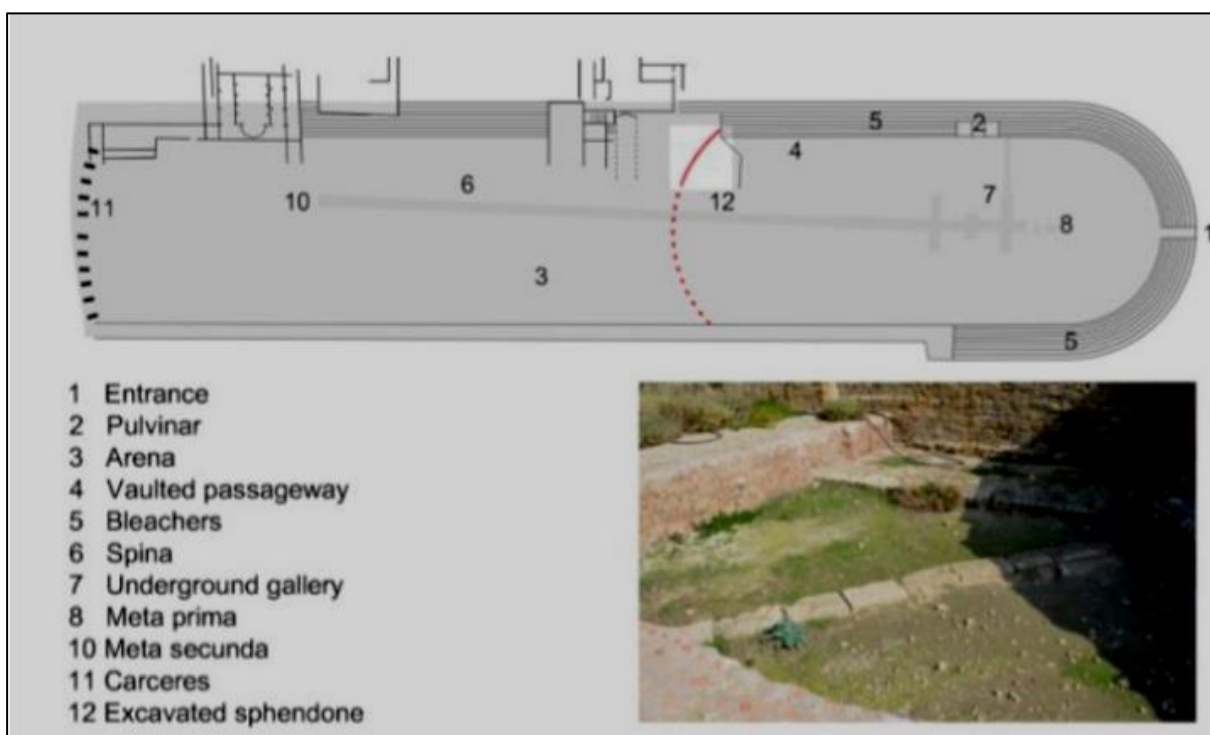 5 2
4
6 7
10 12 8
11 1
3
5
1 Entrance
2 Pulvinar
3 Arena
4 Vaulted passageway
5 Bleachers
6 Spina
7 Underground gallery
8 Meta prima
10 Meta secunda
11 Carceres
12 Excavated sphendone